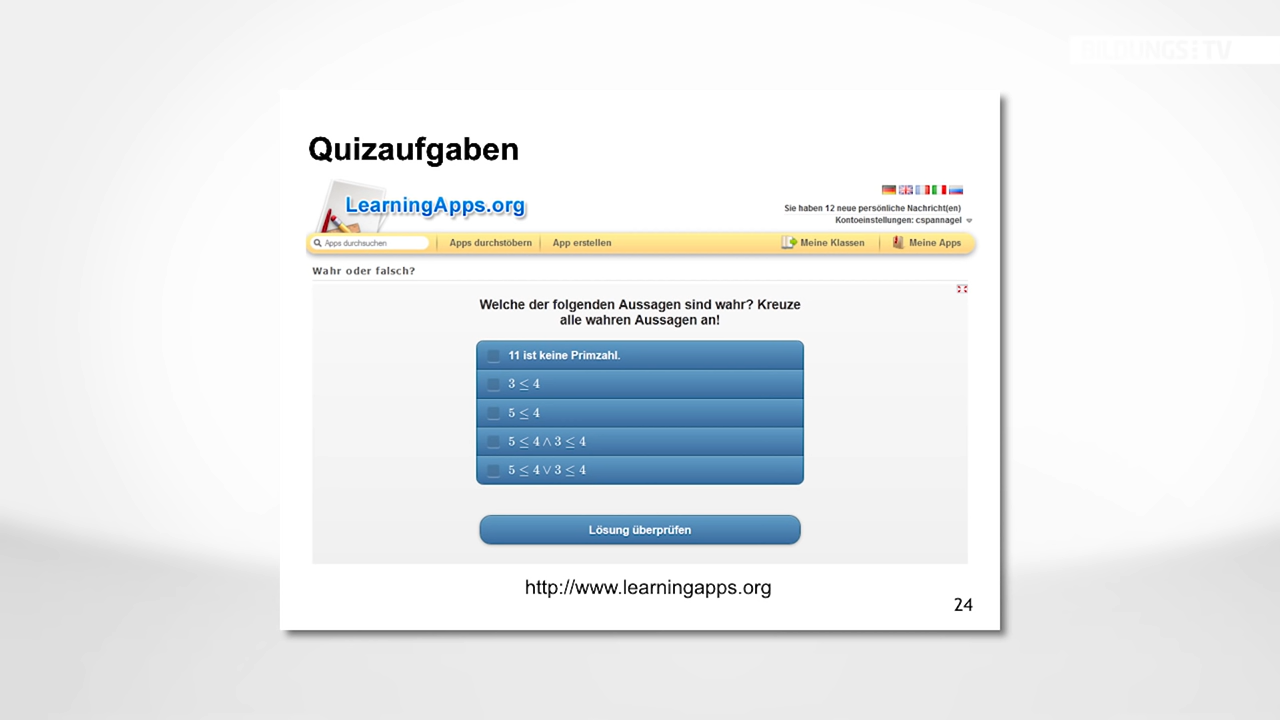 BILDUNGS TV
Quizaufgaben
LearningApps.org
Sie haben 12 neue persönliche Nachricht(en)
Kontoeinstellungen: cspannagel
Apps durchsuchen
Apps durchstöbern
App erstellen
Meine Klassen
Meine Apps
Wahr oder falsch?
Welche der folgenden Aussagen sind wahr? Kreuze
alle wahren Aussagen an!
11 ist keine Primzahl.
3 ≤ 4
5 ≤ 4
5 ≤ 4 ∧ 3 ≤ 4
5 ≤ 4 ∨ 3 ≤ 4
Lösung überprüfen
http://www.learningapps.org
24